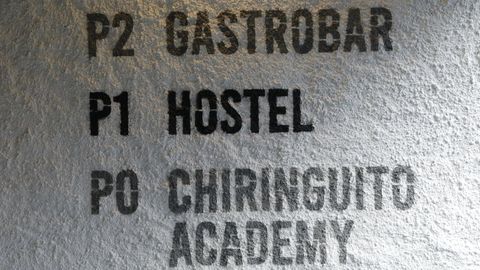 P2 GASTROBAR
P1 HOSTEL
P0 CHIRINGUITO
ACADEMY